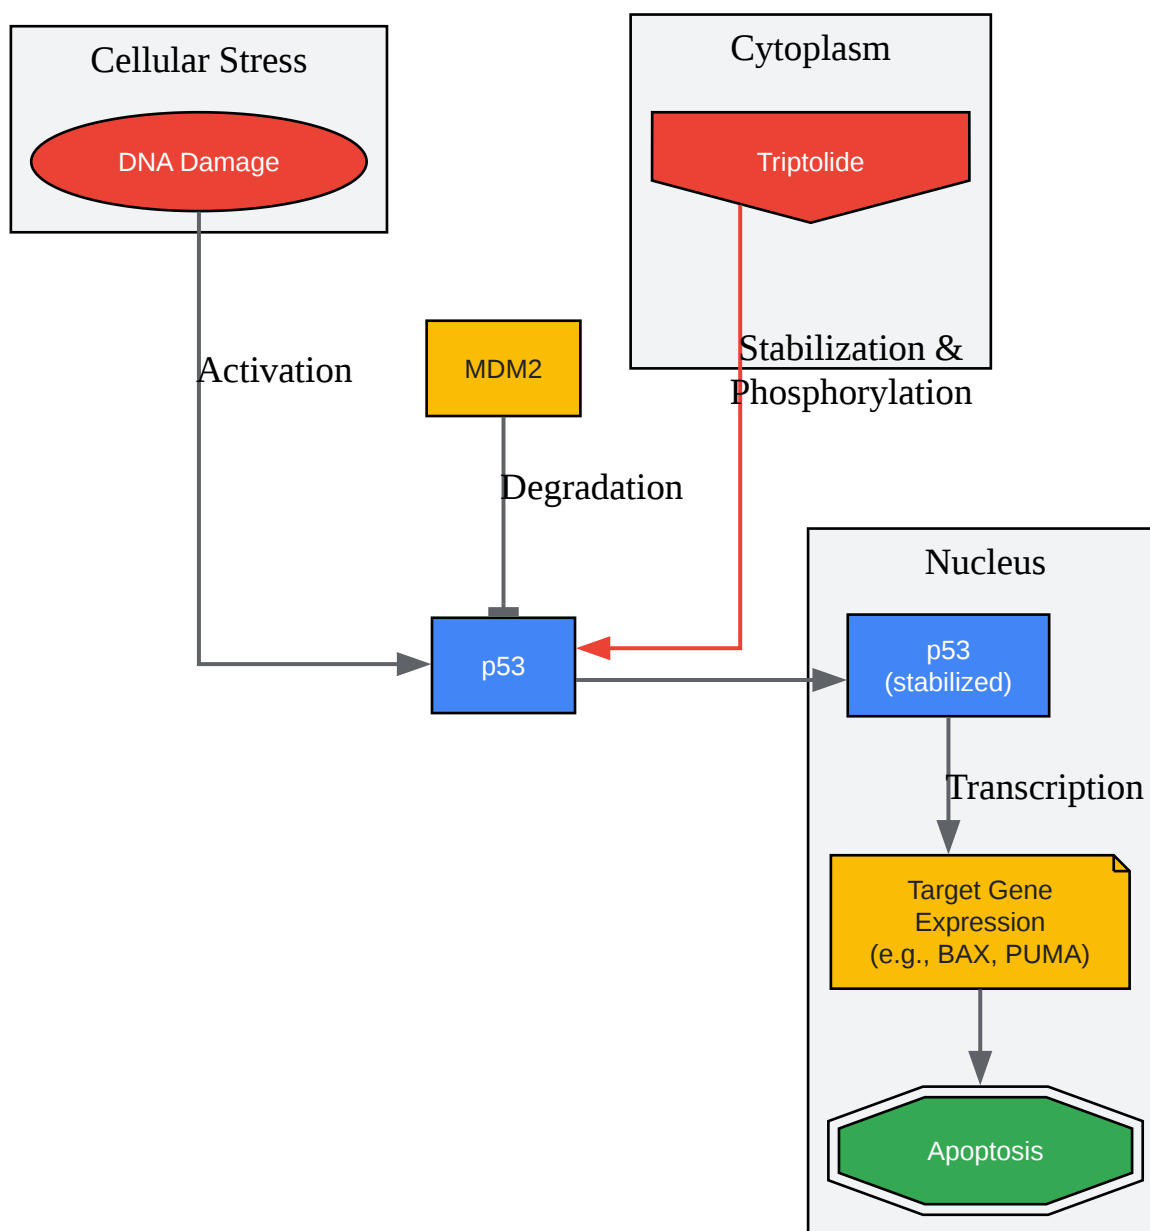 Cellular Stress
DNA Damage
Cytoplasm
Triptolide
Activation
MDM2
Stabilization &
Phosphorylation
Degradation
p53
Nucleus
p53
(stabilized)
Transcription
Target Gene
Expression
(e.g., BAX, PUMA)
Apoptosis